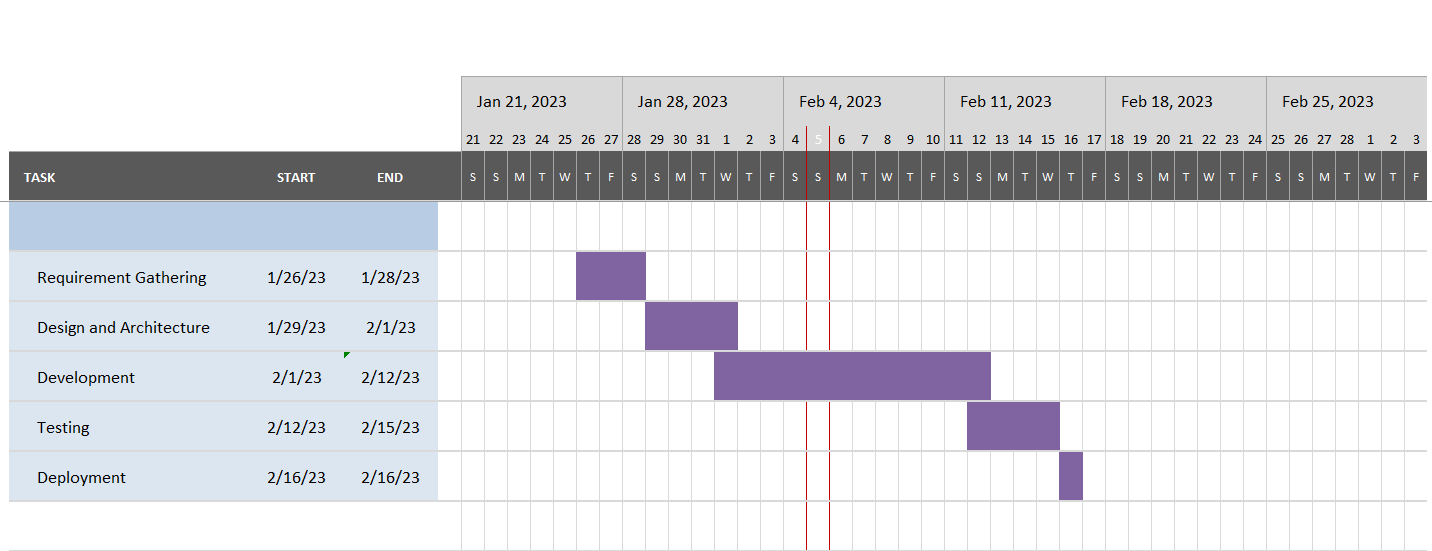 Jan 21, 2023 Jan 28, 2023 Feb 4, 2023 Feb 11, 2023 Feb 18, 2023 Feb 25, 2023
21 22 23 24 25 26 27 28 29 30 31 1 2 3 4 5 6 7 8 9 10 11 12 13 14 15 16 17 18 19 20 21 22 23 24 25 26 27 28 1 2 3
TASK START END S S M T W T F S S M T W T F S S M T W T F S S M T W T F S S M T W T F S S M T W T F
Requirement Gathering 1/26/23 1/28/23
Design and Architecture 1/29/23 2/1/23
Development 2/1/23 2/12/23
Testing 2/12/23 2/15/23
Deployment 2/16/23 2/16/23